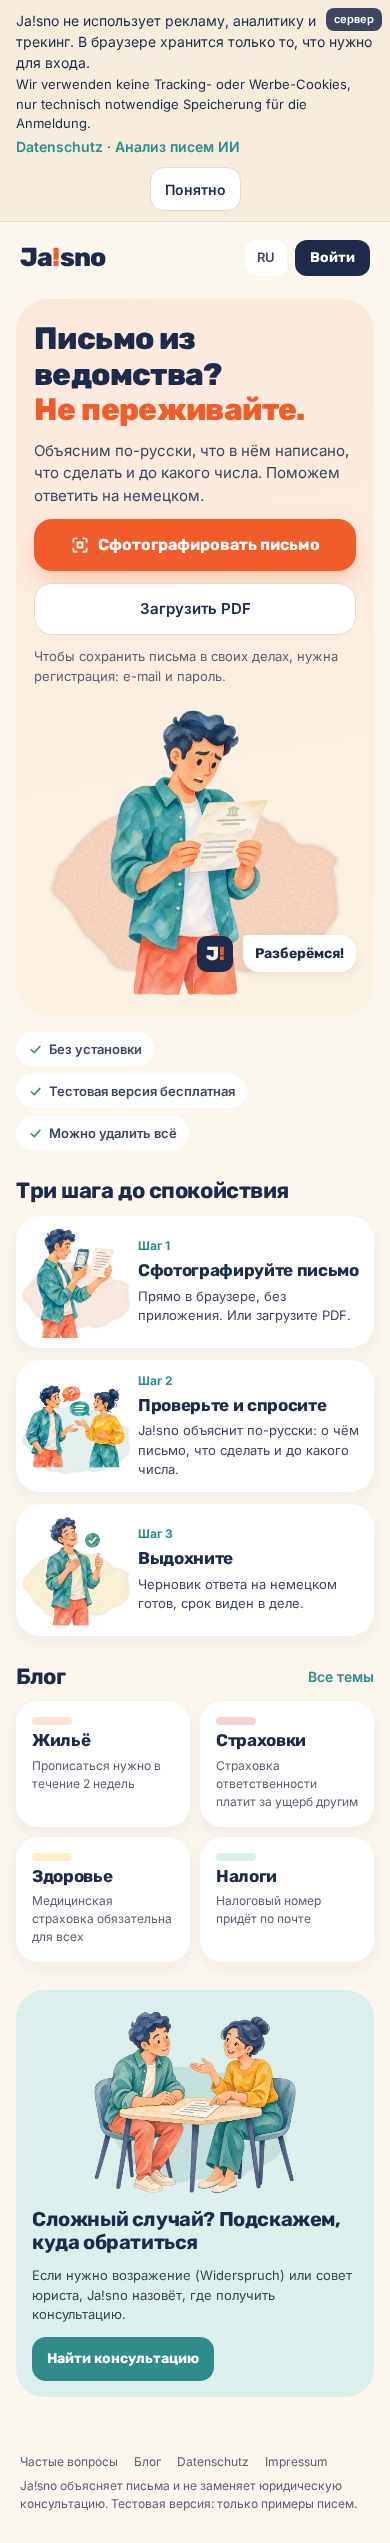 Ja!sno не использует рекламу, аналитику и
сервер
трекинг. В браузере хранится только то, что нужно
для входа.
Wir verwenden keine Tracking- oder Werbe-Cookies,
nur technisch notwendige Speicherung für die
Anmeldung.
Datenschutz · Анализ писем ИИ
Понятно
Ja!sno
RU
Войти
Письмо из
ведомства?
Не переживайте.
Объясним по-русски, что в нём написано,
что сделать и до какого числа. Поможем
ответить на немецком.
Сфотографировать письмо
Загрузить PDF
Чтобы сохранить письма в своих делах, нужна
регистрация: e-mail и пароль.
J!
Разберёмся!
Без установки
Тестовая версия бесплатная
Можно удалить всё
Три шага до спокойствия
Шаг 1
Сфотографируйте письмо
Прямо в браузере, без
приложения. Или загрузите PDF.
Шаг 2
Проверьте и спросите
Ja!sno объяснит по-русски: о чём
письмо, что сделать и до какого
числа.
Шаг 3
Выдохните
Черновик ответа на немецком
готов, срок виден в деле.
Блог
Все темы
Жильё
Прописаться нужно в
течение 2 недель
Страховки
Страховка
ответственности
платит за ущерб другим
Здоровье
Медицинская
страховка обязательна
для всех
Налоги
Налоговый номер
придёт по почте
Сложный случай? Подскажем,
куда обратиться
Если нужно возражение (Widerspruch) или совет
юриста, Ja!sno назовёт, где получить
консультацию.
Найти консультацию
Частые вопросы
Блог
Datenschutz
Impressum
Ja!sno объясняет письма и не заменяет юридическую
консультацию. Тестовая версия: только примеры писем.